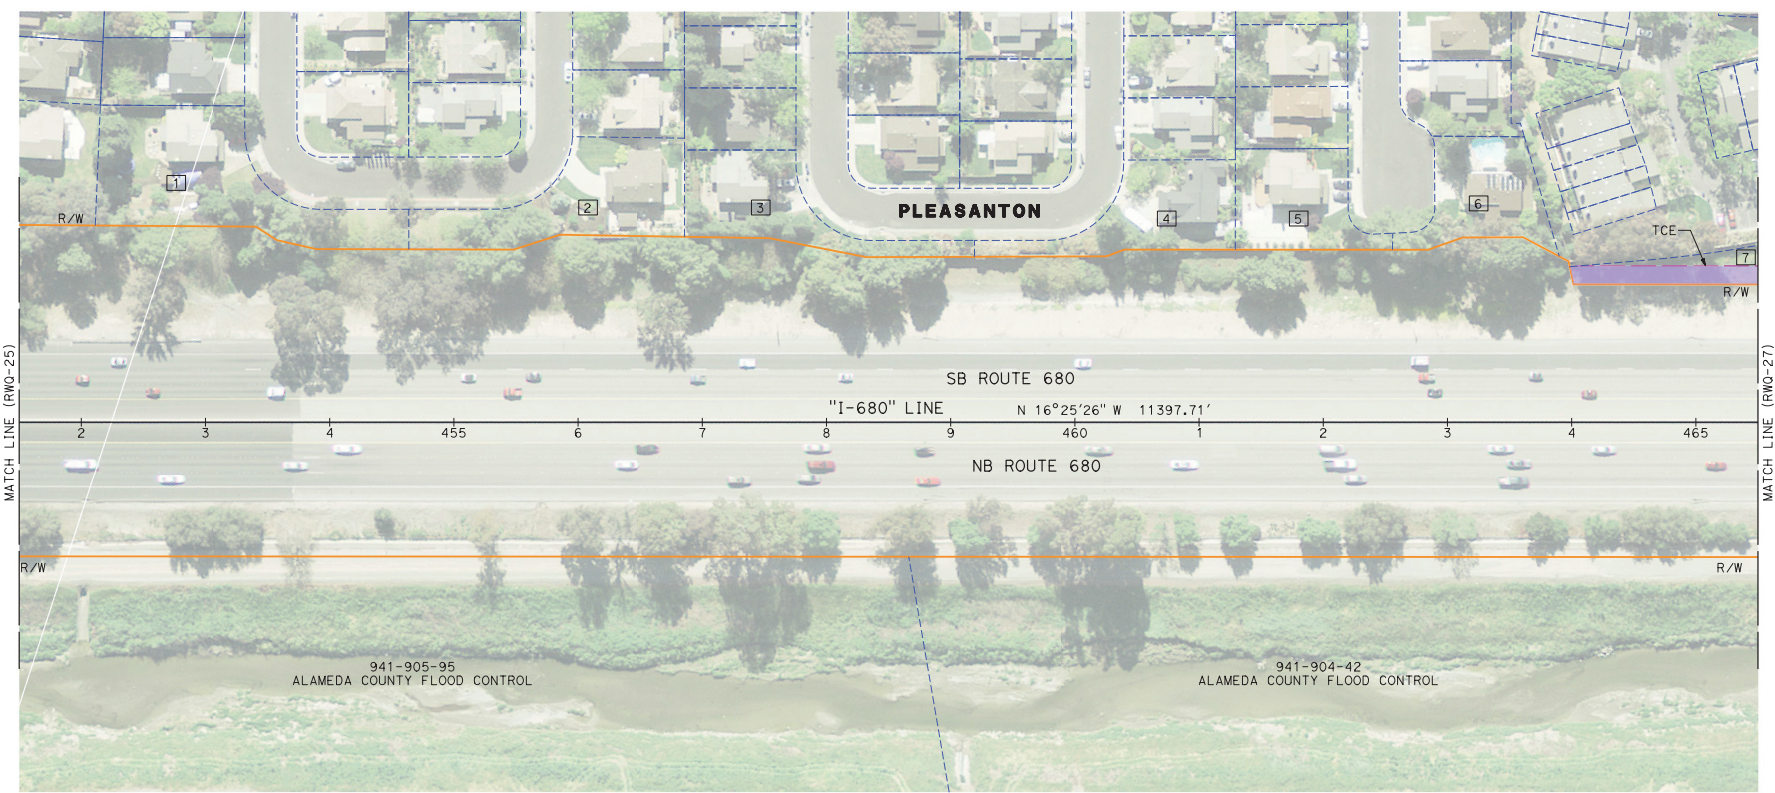 1
2
3
PLEASANTON
4
5
6
R/W
TCE
7
R/W
MATCH LINE (RWQ-25)
MATCH LINE (RWQ-27)
SB ROUTE 680
"I-680" LINE N 16°25'26" W 11397.71'
2 3 4 455 6 7 8 9 460 1 2 3 4 465
NB ROUTE 680
R/W
R/W
941-905-95
ALAMEDA COUNTY FLOOD CONTROL
941-904-42
ALAMEDA COUNTY FLOOD CONTROL